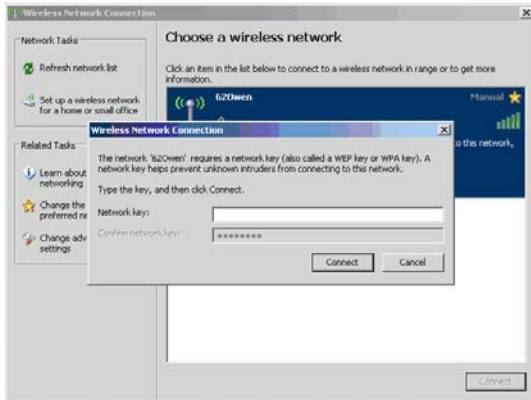 Wireless Network Connection
Network Tasks
Refresh network list
Set up a wireless network
for a home or small office
Related Tasks
Learn about
networking
Change the
preferred ne
Change adv
settings
Choose a wireless network
Click an item in the list below to connect to a wireless network in range or to get more
information.
620wen
Manual
to this network,
Wireless Network Connection
The network '620wen' requires a network key (also called a WEP key or WPA key). A
network key helps prevent unknown intruders from connecting to this network.
Type the key, and then click Connect.
Network key:
Confirm network key:
••••••••
Connect
Cancel
Connect